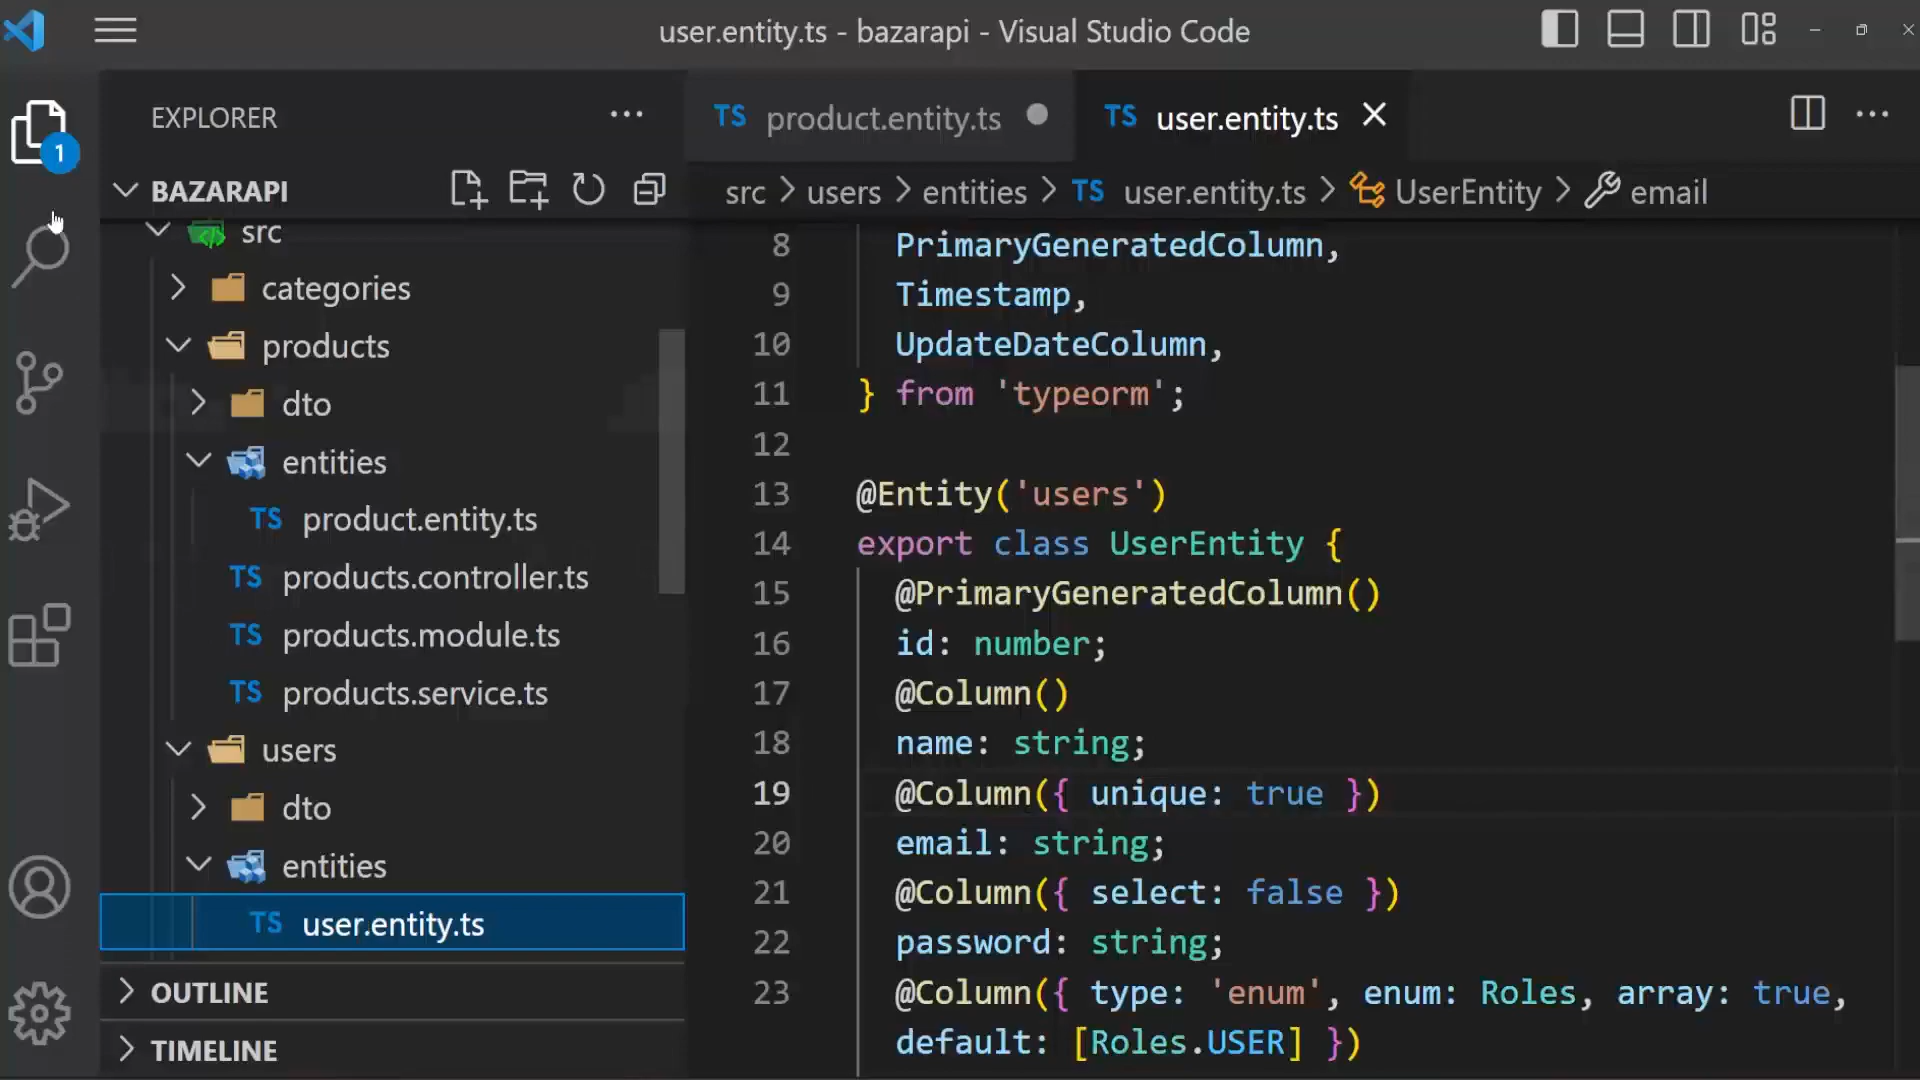 user.entity.ts - bazarapi - Visual Studio Code
EXPLORER
1
BAZARAPI
src
categories
products
dto
entities
TS product.entity.ts
TS products.controller.ts
TS products.module.ts
TS products.service.ts
users
dto
entities
TS user.entity.ts
OUTLINE
TIMELINE
TS product.entity.ts
TS user.entity.ts
src > users > entities > TS user.entity.ts > UserEntity > email
8 PrimaryGeneratedColumn,
9 Timestamp,
10 UpdateDateColumn,
11 } from 'typeorm';
12
13 @Entity('users')
14 export class UserEntity {
15 @PrimaryGeneratedColumn()
16 id: number;
17 @Column()
18 name: string;
19 @Column({ unique: true })
20 email: string;
21 @Column({ select: false })
22 password: string;
23 @Column({ type: 'enum', enum: Roles, array: true,
default: [Roles.USER] })